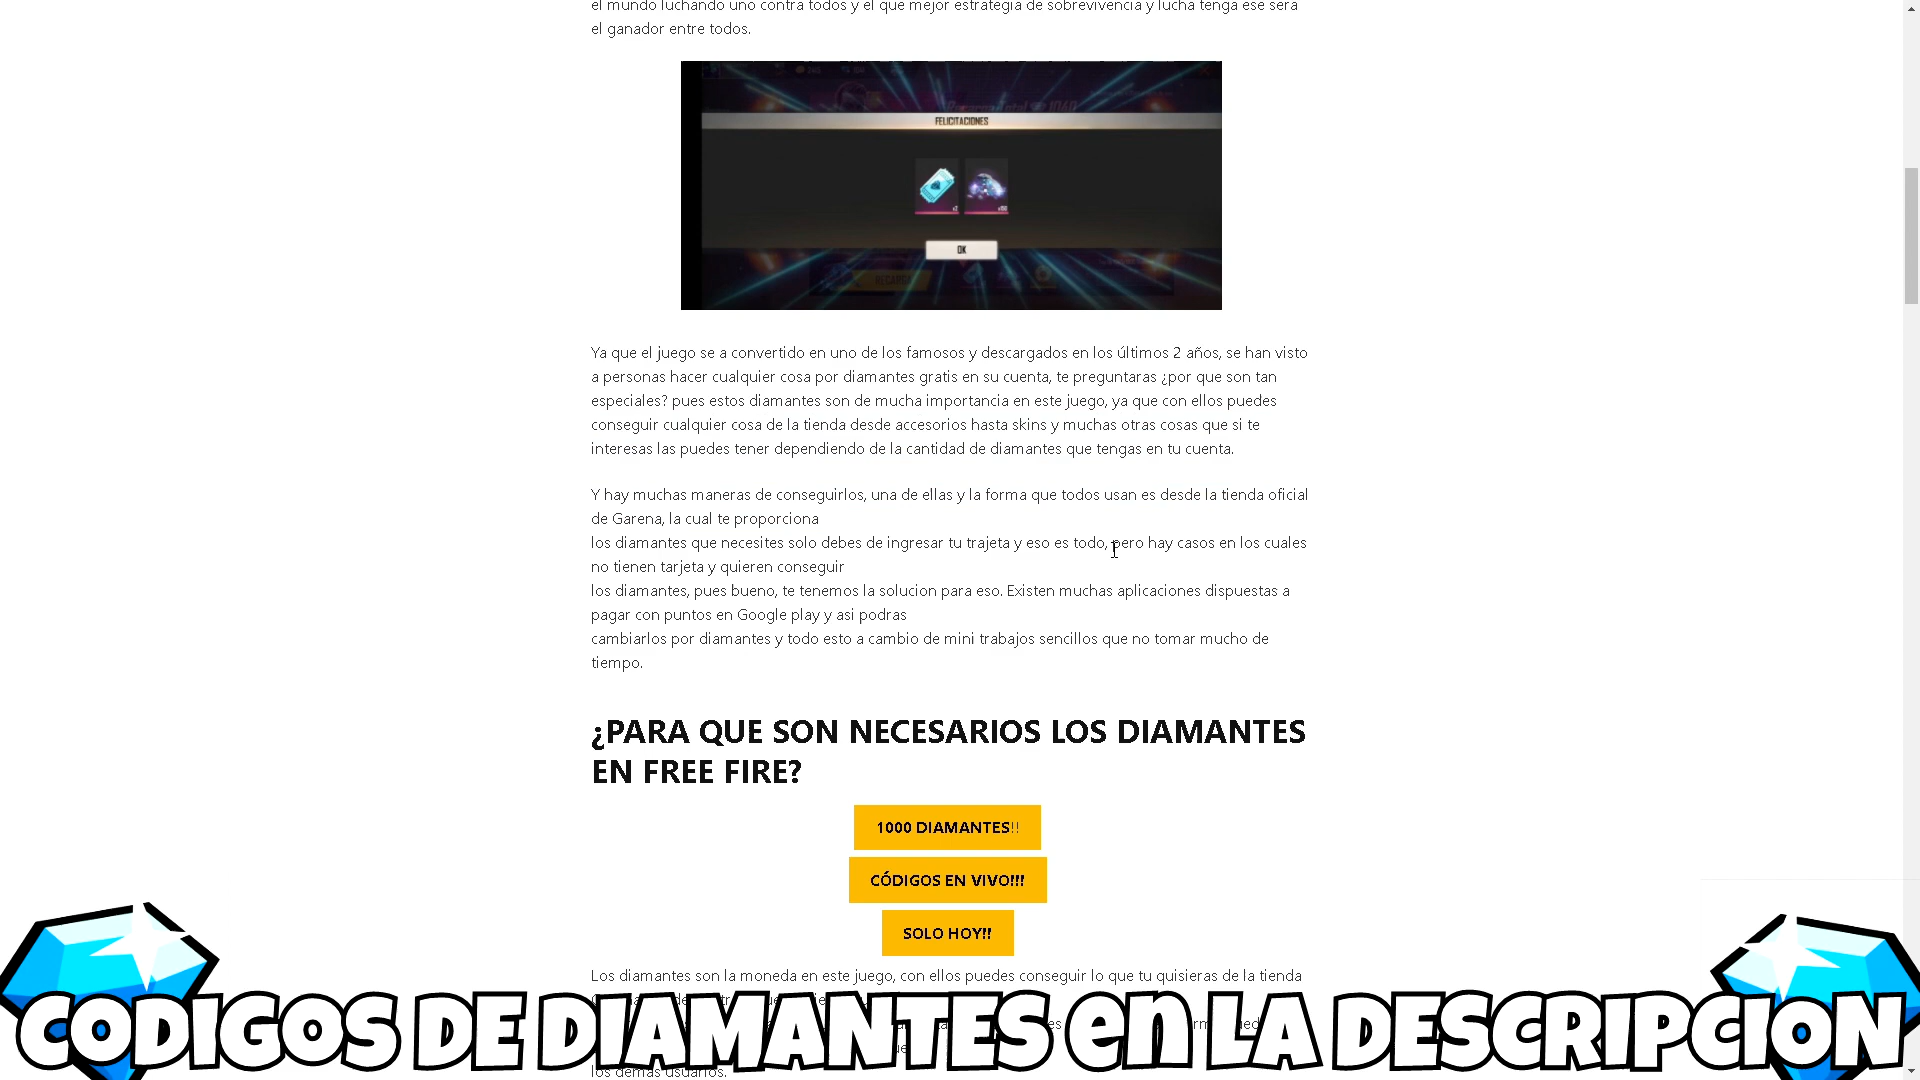 el mundo luchando uno contra todos y el que mejor estrategia de sobrevivencia y lucha tenga ese sera
el ganador entre todos.
FELICITACIONES
OK
Ya que el juego se a convertido en uno de los famosos y descargados en los últimos 2 años, se han visto
a personas hacer cualquier cosa por diamantes gratis en su cuenta, te preguntaras ¿por que son tan
especiales? pues estos diamantes son de mucha importancia en este juego, ya que con ellos puedes
conseguir cualquier cosa de la tienda desde accesorios hasta skins y muchas otras cosas que si te
interesas las puedes tener dependiendo de la cantidad de diamantes que tengas en tu cuenta.
Y hay muchas maneras de conseguirlos, una de ellas y la forma que todos usan es desde la tienda oficial
de Garena, la cual te proporciona
los diamantes que necesites solo debes de ingresar tu trajeta y eso es todo, pero hay casos en los cuales
no tienen tarjeta y quieren conseguir
los diamantes, pues bueno, te tenemos la solucion para eso. Existen muchas aplicaciones dispuestas a
pagar con puntos en Google play y asi podras
cambiarlos por diamantes y todo esto a cambio de mini trabajos sencillos que no tomar mucho de
tiempo.
¿PARA QUE SON NECESARIOS LOS DIAMANTES
EN FREE FIRE?
1000 DIAMANTES!!
CÓDIGOS EN VIVO!!!
SOLO HOY!!
Los diamantes son la moneda en este juego, con ellos puedes conseguir lo que tu quisieras de la tienda
CODIGOS DE DIAMANTES en LA DESCRIPCION
los demas usuarios.